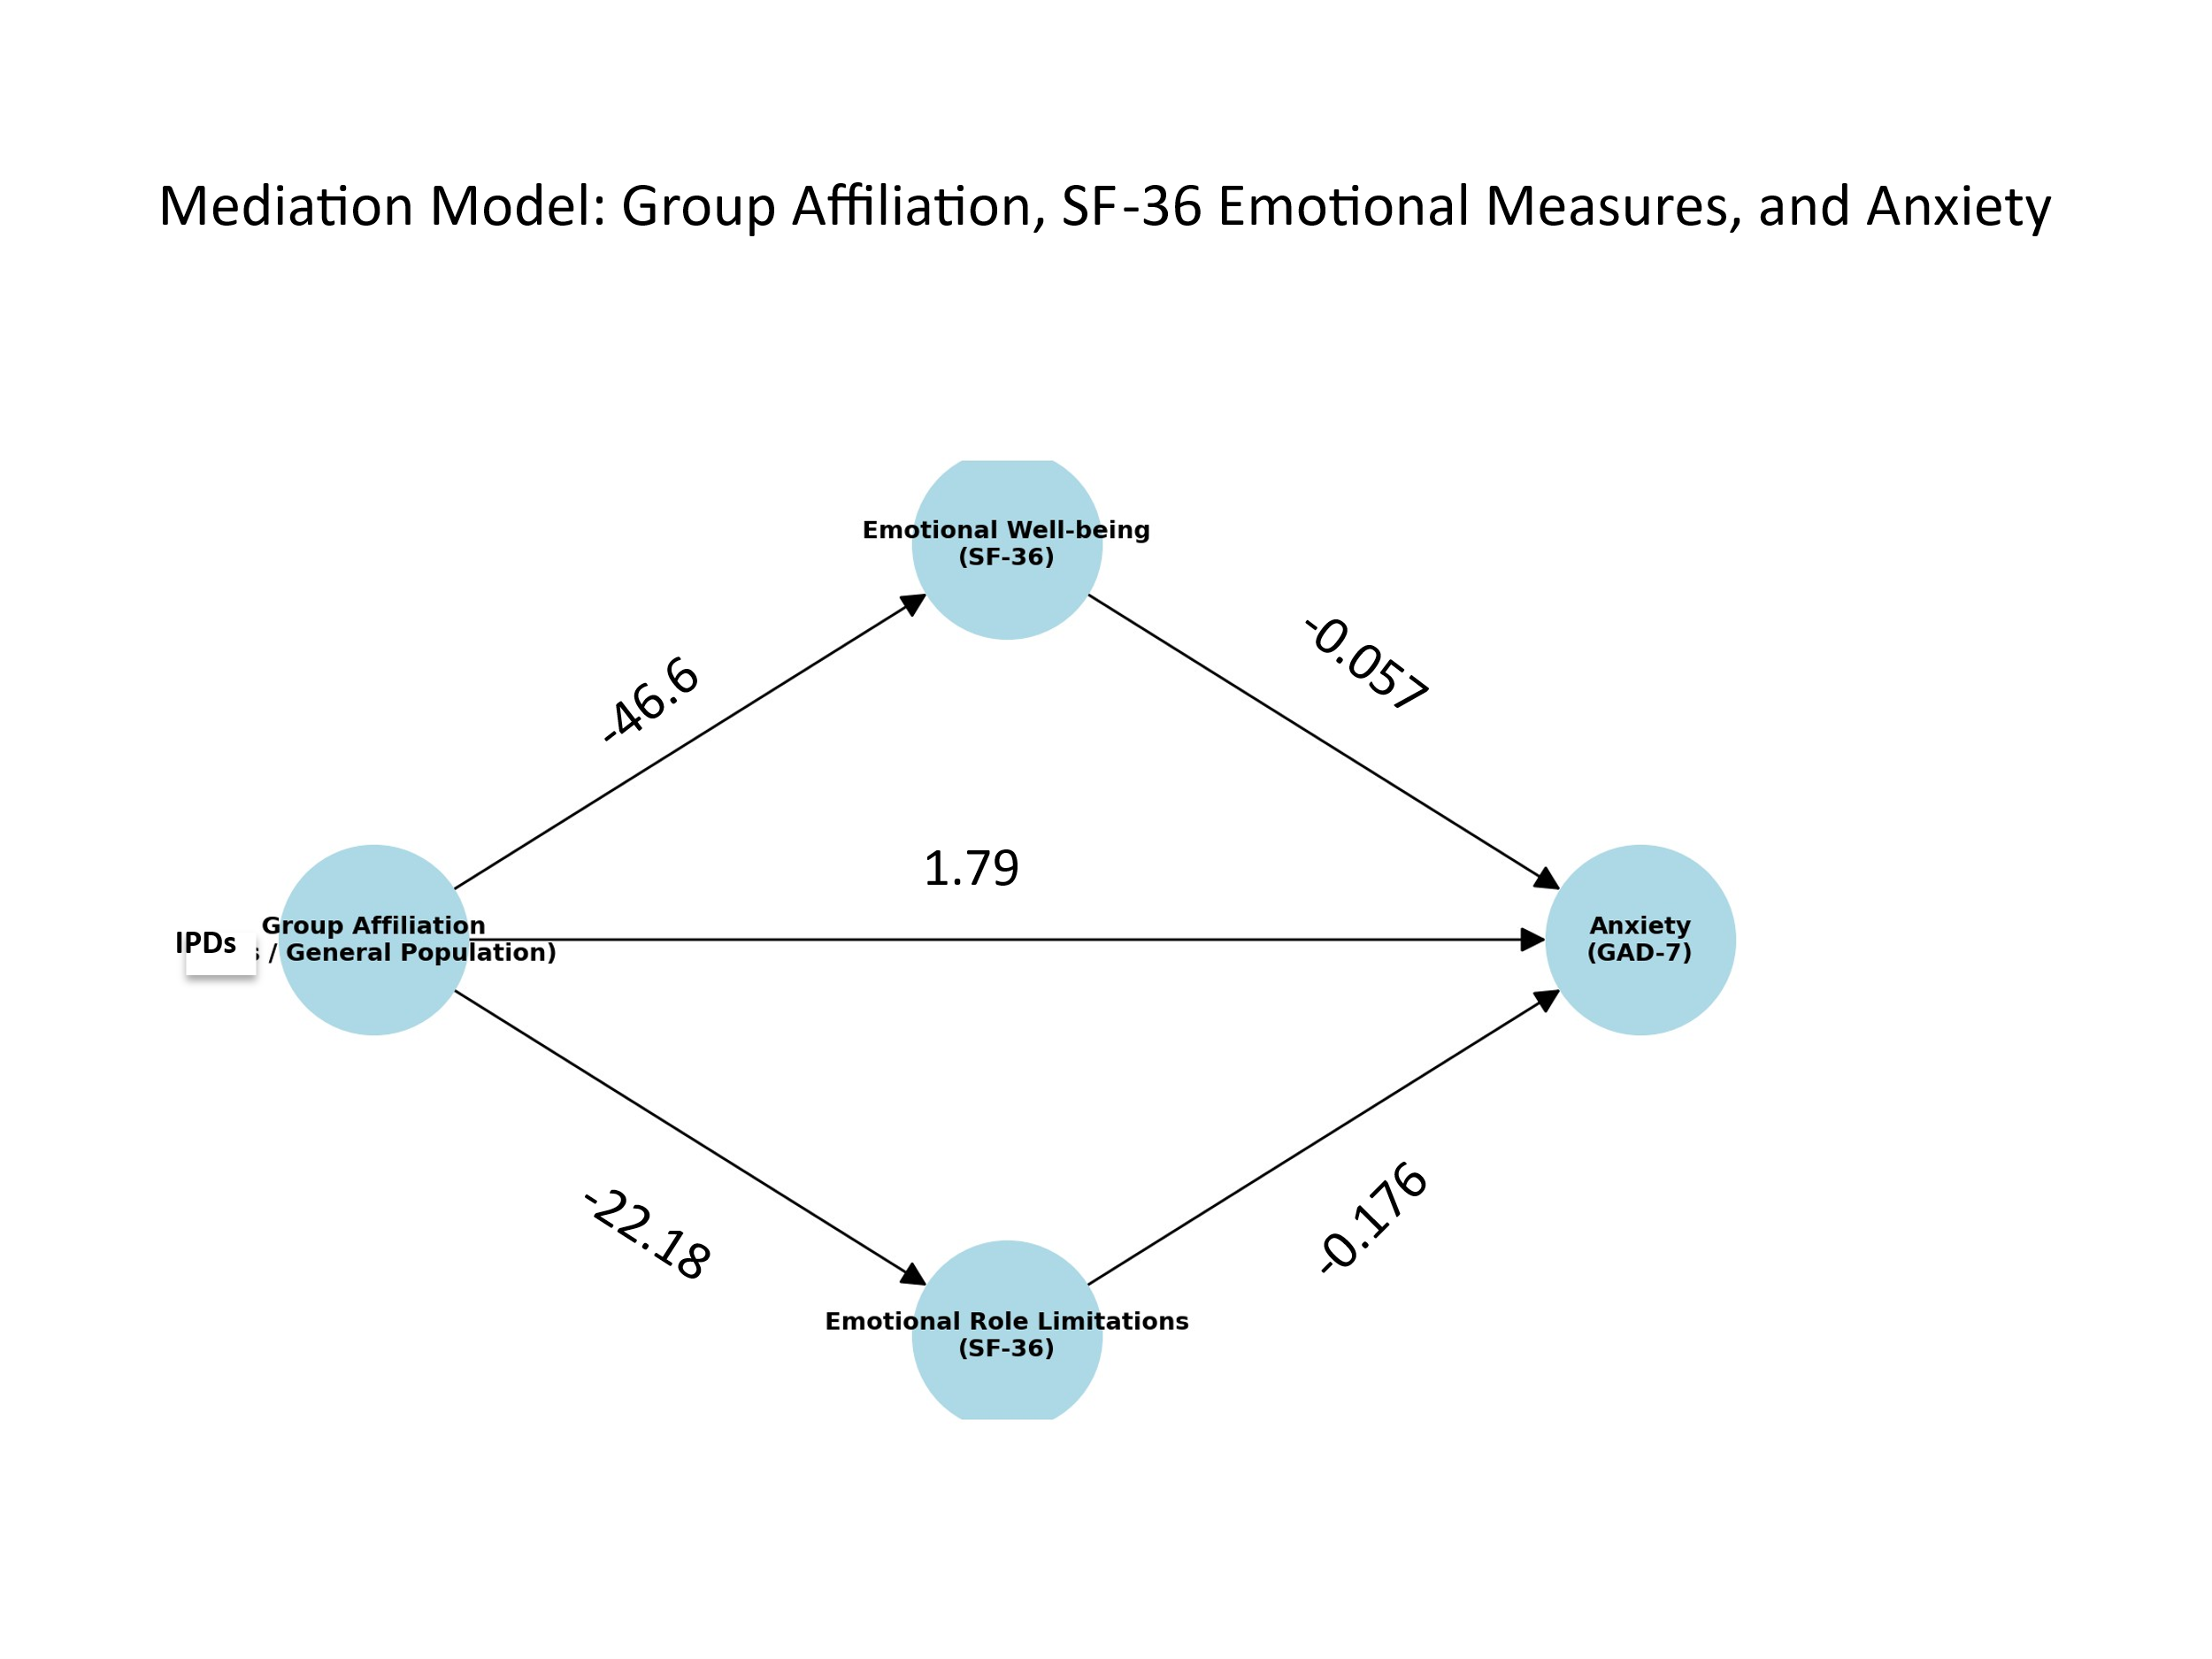 Mediation Model: Group Affiliation, SF-36 Emotional Measures, and Anxiety
Emotional Well-being
(SF-36)
-46.6
-0.057
1.79
Group Affiliation
IPDs / General Population)
Anxiety
(GAD-7)
-22.18
-0.176
Emotional Role Limitations
(SF-36)